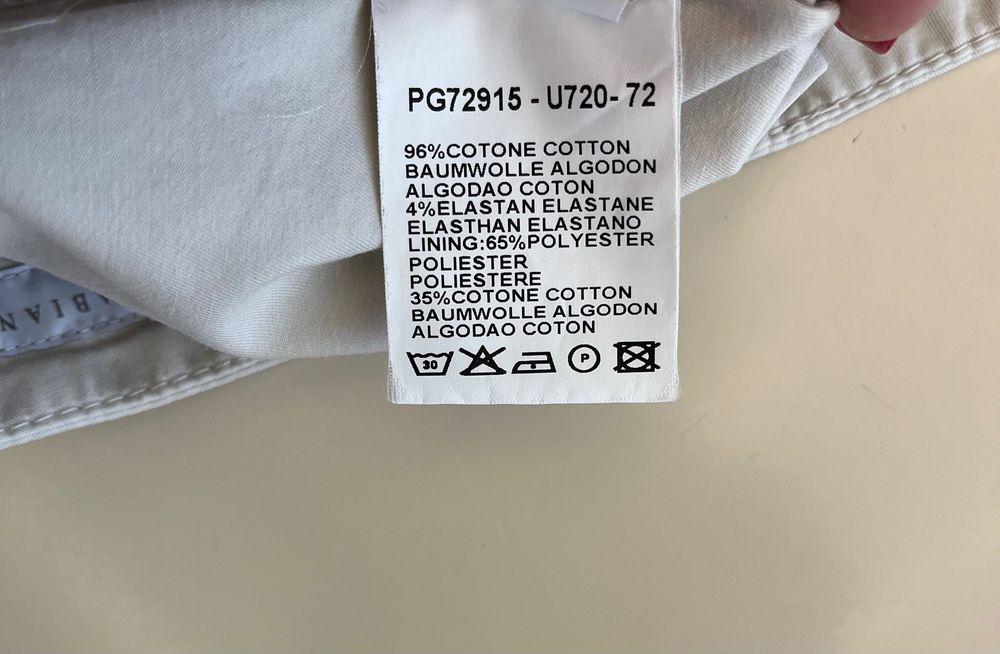 PG72915 - U720- 72
96%COTONE COTTON
BAUMWOLLE ALGODON
ALGODAO COTON
4%ELASTAN ELASTANE
ELASTHAN ELASTANO
LINING:65%POLYESTER
POLIESTER
POLIESTERE
35%COTONE COTTON
BAUMWOLLE ALGODON
ALGODAO COTON
30 P